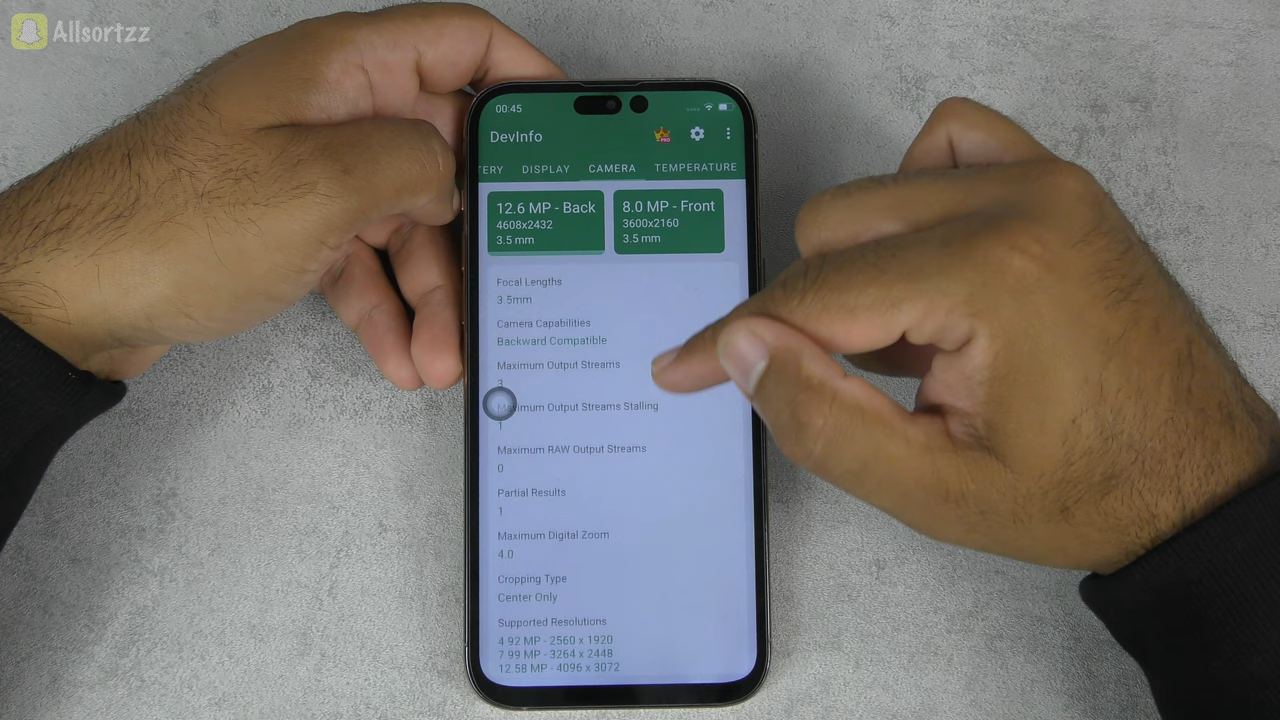 Allsortzz
00:45
DevInfo
PRO
TERY DISPLAY CAMERA TEMPERATURE
12.6 MP - Back
4608x2432
3.5 mm
8.0 MP - Front
3600x2160
3.5 mm
Focal Lengths
3.5mm
Camera Capabilities
Backward Compatible
Maximum Output Streams
3
Maximum Output Streams Stalling
1
Maximum RAW Output Streams
0
Partial Results
1
Maximum Digital Zoom
4.0
Cropping Type
Center Only
Supported Resolutions
4.92 MP - 2560 x 1920
7.99 MP - 3264 x 2448
12.58 MP - 4096 x 3072